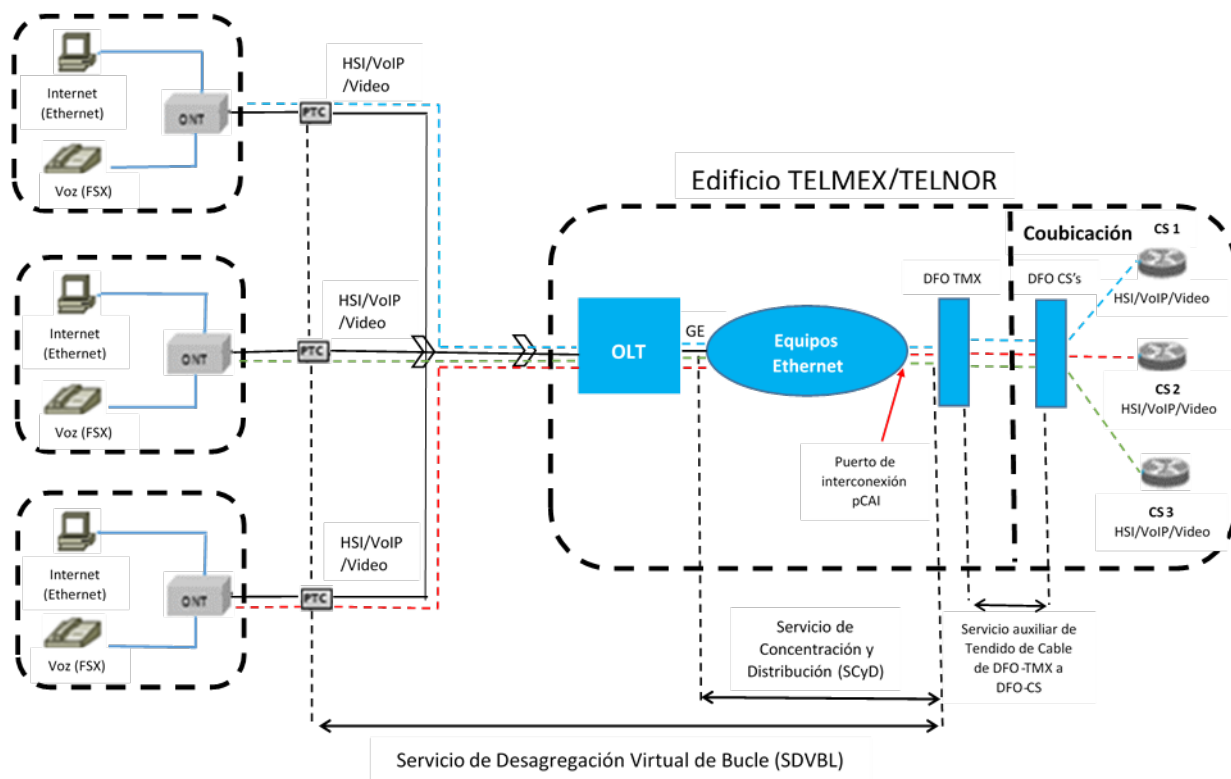 Internet
(Ethernet)
ONT
Voz (FSX)
PTC
HSI/VoIP
/Video
Internet
(Ethernet)
ONT
Voz (FSX)
PTC
HSI/VoIP
/Video
Internet
(Ethernet)
ONT
Voz (FSX)
PTC
HSI/VoIP
/Video
Edificio TELMEX/TELNOR
OLT
GE
Equipos
Ethernet
DFO TMX
Coubicación
DFO CS's
CS 1
HSI/VoIP/Video
CS 2
HSI/VoIP/Video
CS 3
HSI/VoIP/Video
Puerto de
interconexión
pCAI
Servicio de
Concentración y
Distribución (SCyD)
Servicio auxiliar de
Tendido de Cable
de DFO-TMX a
DFO-CS
Servicio de Desagregación Virtual de Bucle (SDVBL)